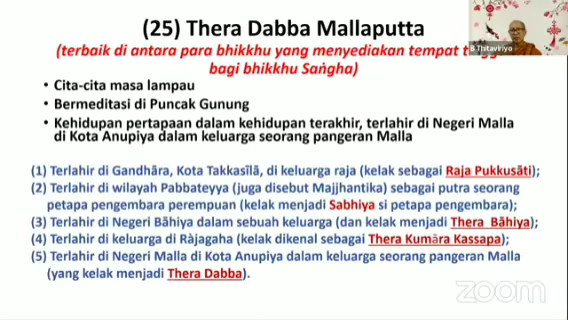 (25) Thera Dabba Mallaputta
(terbaik di antara para bhikkhu yang menyediakan tempat
bagi bhikkhu Saṅgha)
• Cita-cita masa lampau
• Bermeditasi di Puncak Gunung
• Kehidupan pertapaan dalam kehidupan terakhir, terlahir di Negeri Malla
di Kota Anupiya dalam keluarga seorang pangeran Malla
(1) Terlahir di Gandhāra, Kota Takkasīlā, di keluarga raja (kelak sebagai Raja Pukkusāti);
(2) Terlahir di wilayah Pabbateyya (juga disebut Majjhantika) sebagai putra seorang
petapa pengembara perempuan (kelak menjadi Sabhiya si petapa pengembara);
(3) Terlahir di Negeri Bāhiya dalam sebuah keluarga (dan kelak menjadi Thera Bāhiya);
(4) Terlahir di keluarga di Ràjagaha (kelak dikenal sebagai Thera Kumāra Kassapa);
(5) Terlahir di Negeri Malla di Kota Anupiya dalam keluarga seorang pangeran Malla
(yang kelak menjadi Thera Dabba).
B Thitaviriyo
zoom